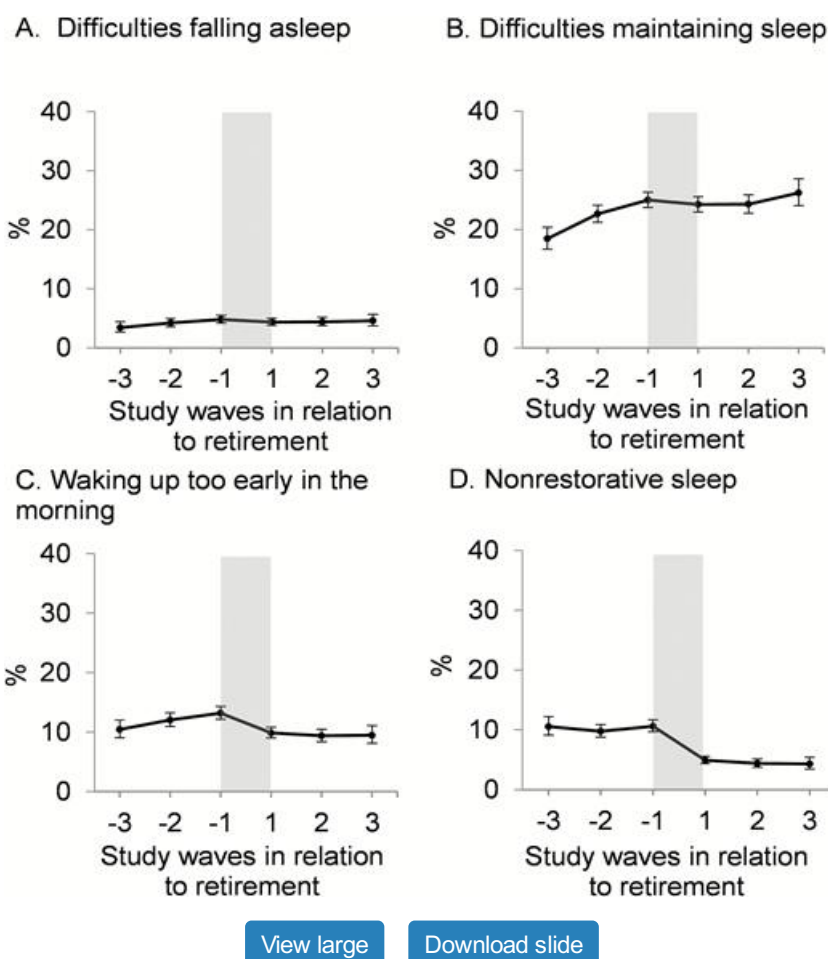 A. Difficulties falling asleep
40
30
20
10
0
%
-3 -2 -1 1 2 3
Study waves in relation
to retirement
B. Difficulties maintaining sleep
40
30
20
10
0
%
-3 -2 -1 1 2 3
Study waves in relation
to retirement
C. Waking up too early in the
morning
40
30
20
10
0
%
-3 -2 -1 1 2 3
Study waves in relation
to retirement
D. Nonrestorative sleep
40
30
20
10
0
%
-3 -2 -1 1 2 3
Study waves in relation
to retirement
View large
Download slide